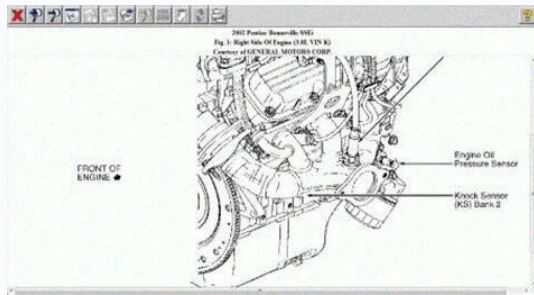 2002 Pontiac Bonneville SSEi
Fig. 1: Right Side Of Engine (3.8L VIN K)
Courtesy of GENERAL MOTORS CORP.
Engine Oil
Pressure Sensor
FRONT OF
ENGINE
Knock Sensor
(KS) Bank 2